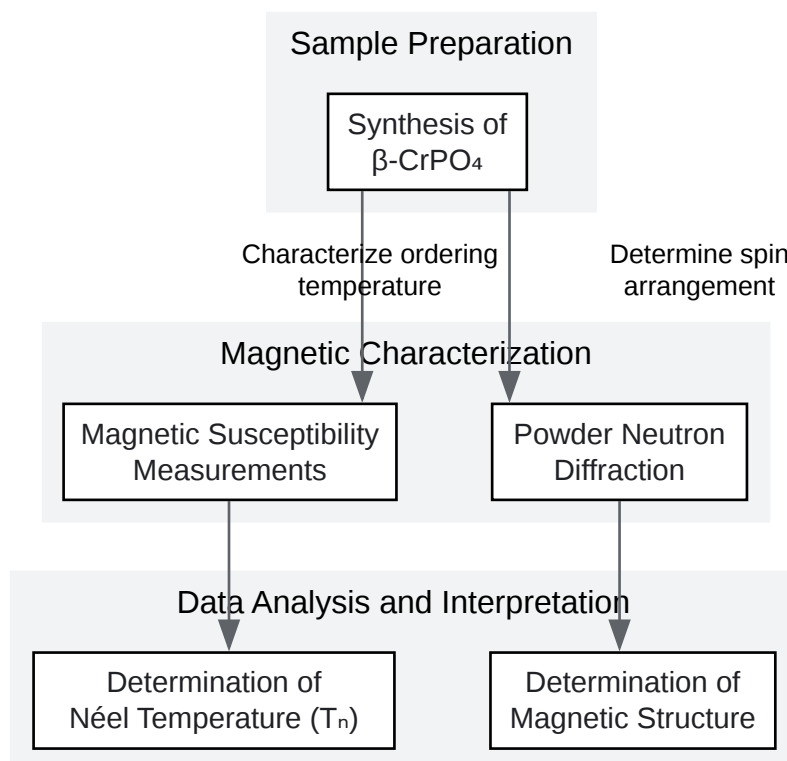 Sample Preparation
Synthesis of
β-CrPO₄
Characterize ordering
temperature
Determine spin
arrangement
Magnetic Characterization
Magnetic Susceptibility
Measurements
Powder Neutron
Diffraction
Data Analysis and Interpretation
Determination of
Néel Temperature (Tₙ)
Determination of
Magnetic Structure